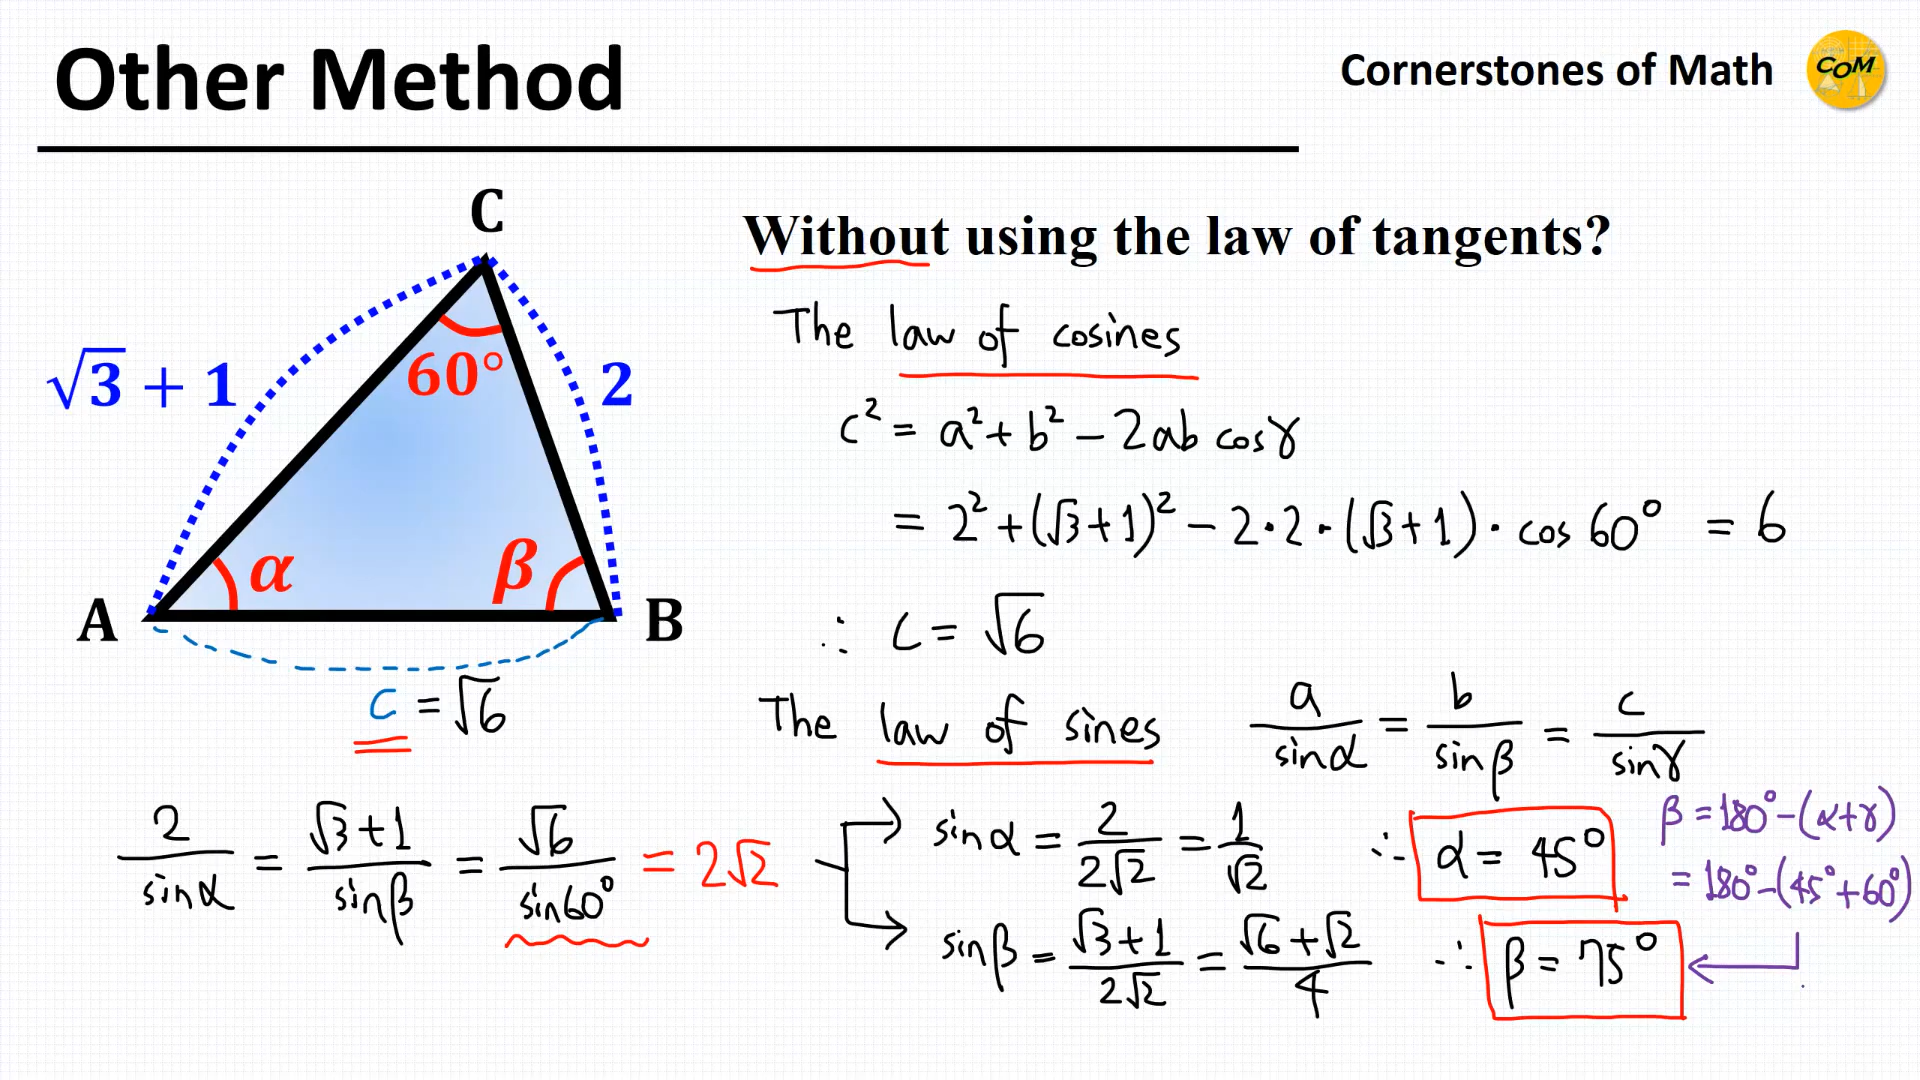 Other Method
Cornerstones of Math
COM
C
√3 + 1
60°
2
α
β
A
B
c = √6
Without using the law of tangents?
The law of cosines
c² = a² + b² - 2ab cosγ
= 2² + (√3+1)² - 2·2·(√3+1)·cos 60° = 6
∴ c = √6
The law of sines a/sinα = b/sinβ = c/sinγ
2/sinα = (√3+1)/sinβ = √6/sin60° = 2√2
sinα = 2/2√2 = 1/√2 ∴ α = 45°
sinβ = (√3+1)/2√2 = (√6+√2)/4 ∴ β = 75°
β = 180° - (α+γ)
= 180° - (45°+60°)